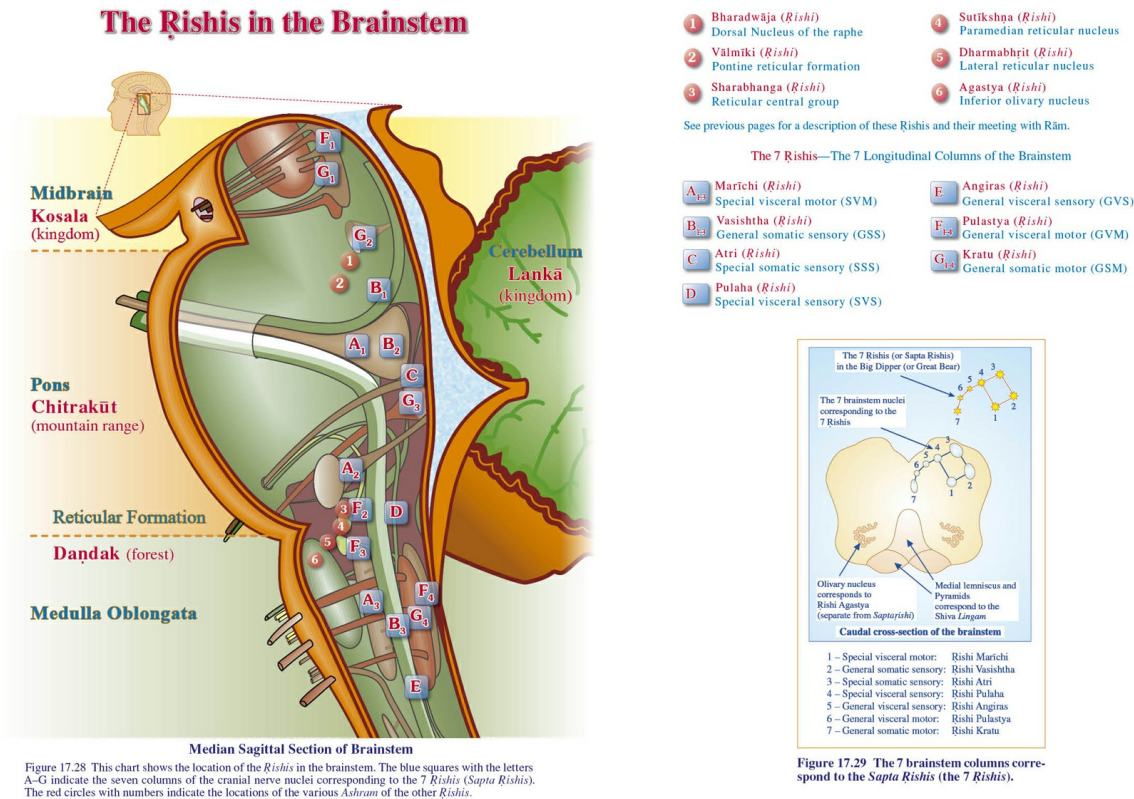 The Ṛishis in the Brainstem
Midbrain
Kosala
(kingdom)
Pons
Chitrakūt
(mountain range)
Reticular Formation
Daṇdak (forest)
Medulla Oblongata
Cerebellum
Lankā
(kingdom)
F1
G1
G2
1
2
B1
A1
B2
C
G3
A2
3
F2
4
D
5
F3
6
A3
F4
B3
G4
E
Median Sagittal Section of Brainstem
Figure 17.28 This chart shows the location of the Ṛishis in the brainstem. The blue squares with the letters
A–G indicate the seven columns of the cranial nerve nuclei corresponding to the 7 Ṛishis (Sapta Ṛishis).
The red circles with numbers indicate the locations of the various Ashram of the other Ṛishis.
1 Bharadwāja (Ṛishi)
Dorsal Nucleus of the raphe
2 Vālmīki (Ṛishi)
Pontine reticular formation
3 Sharabhanga (Ṛishi)
Reticular central group
4 Sutīkshṇa (Ṛishi)
Paramedian reticular nucleus
5 Dharmabhṛit (Ṛishi)
Lateral reticular nucleus
6 Agastya (Ṛishi)
Inferior olivary nucleus
See previous pages for a description of these Ṛishis and their meeting with Rām.
The 7 Ṛishis—The 7 Longitudinal Columns of the Brainstem
A1-3 Marīchi (Ṛishi)
Special visceral motor (SVM)
B1-3 Vasishtha (Ṛishi)
General somatic sensory (GSS)
C Atri (Ṛishi)
Special somatic sensory (SSS)
D Pulaha (Ṛishi)
Special visceral sensory (SVS)
E Angiras (Ṛishi)
General visceral sensory (GVS)
F1-4 Pulastya (Ṛishi)
General visceral motor (GVM)
G1-4 Kratu (Ṛishi)
General somatic motor (GSM)
The 7 Ṛishis (or Sapta Ṛishis)
in the Big Dipper (or Great Bear)
6 5 4 3
7 1 2
The 7 brainstem nuclei
corresponding to the
7 Ṛishis
3
6 5 4
7 1 2
Olivary nucleus
corresponds to
Ṛishi Agastya
(separate from Saptaṛishi)
Medial lemniscus and
Pyramids
correspond to the
Shiva Lingam
Caudal cross-section of the brainstem
1 – Special visceral motor: Ṛishi Marīchi
2 – General somatic sensory: Ṛishi Vasishtha
3 – Special somatic sensory: Ṛishi Atri
4 – Special visceral sensory: Ṛishi Pulaha
5 – General visceral sensory: Ṛishi Angiras
6 – General visceral motor: Ṛishi Pulastya
7 – General somatic motor: Ṛishi Kratu
Figure 17.29 The 7 brainstem columns corre-
spond to the Sapta Ṛishis (the 7 Ṛishis).